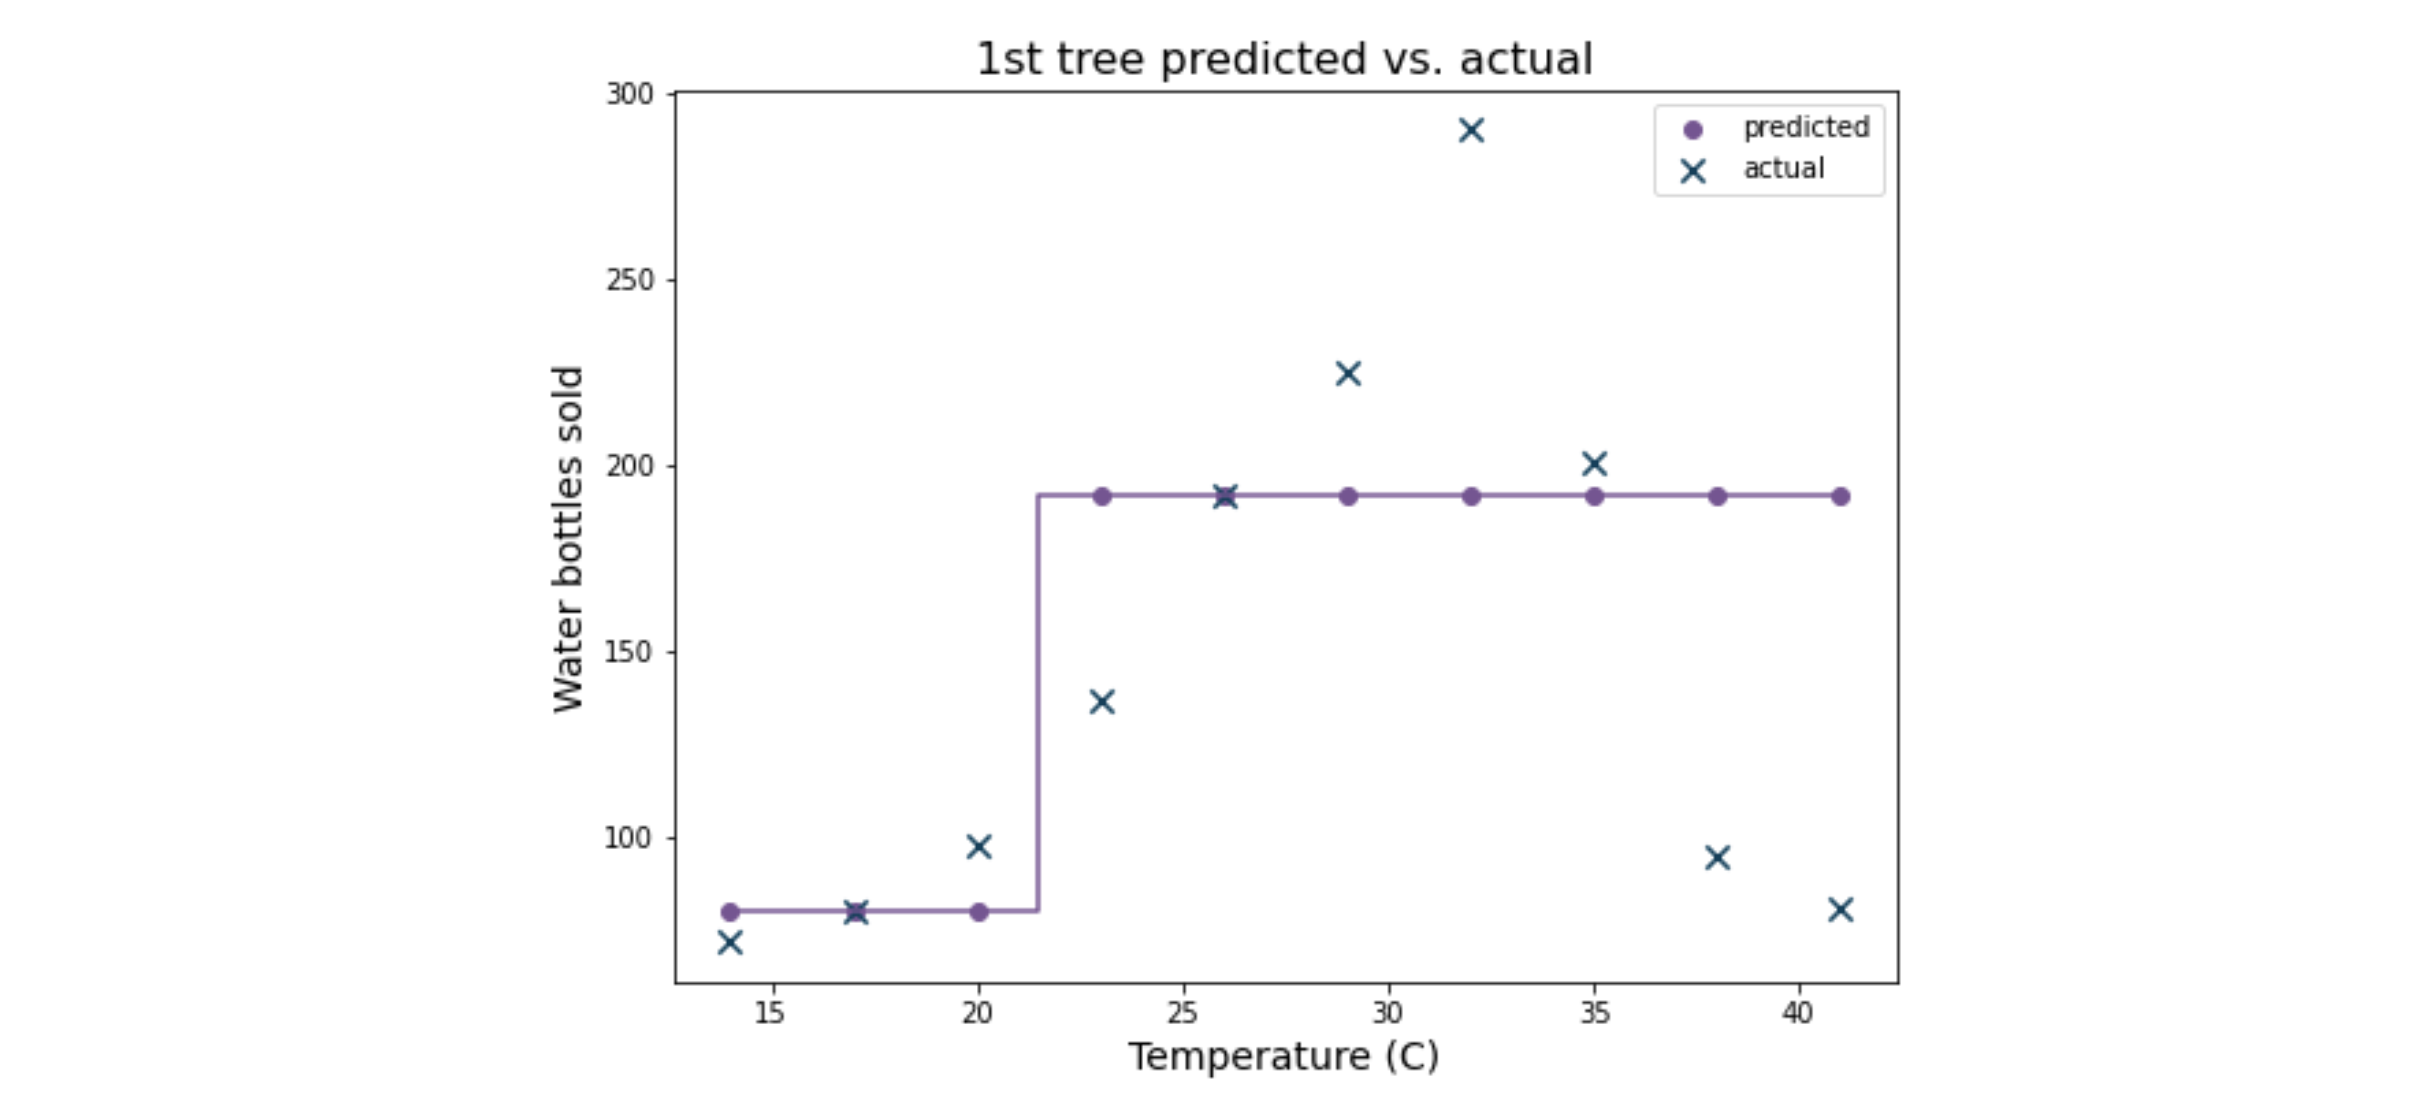 1st tree predicted vs. actual
300
250
200
150
100
Water bottles sold
predicted
actual
15 20 25 30 35 40
Temperature (C)